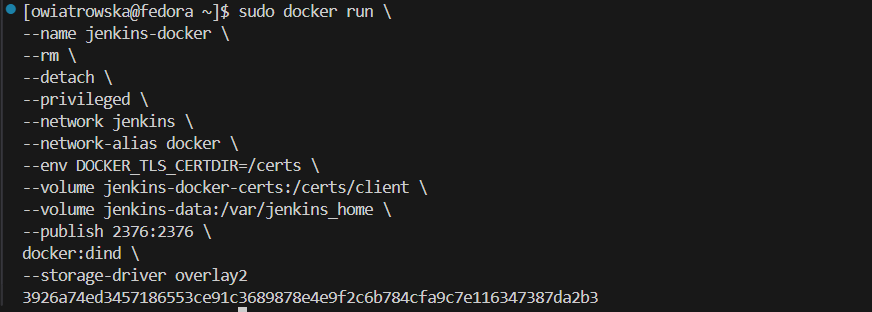 [owiatrowska@fedora ~]$ sudo docker run \
--name jenkins-docker \
--rm \
--detach \
--privileged \
--network jenkins \
--network-alias docker \
--env DOCKER_TLS_CERTDIR=/certs \
--volume jenkins-docker-certs:/certs/client \
--volume jenkins-data:/var/jenkins_home \
--publish 2376:2376 \
docker:dind \
--storage-driver overlay2
3926a74ed3457186553ce91c3689878e4e9f2c6b784cfa9c7e116347387da2b3